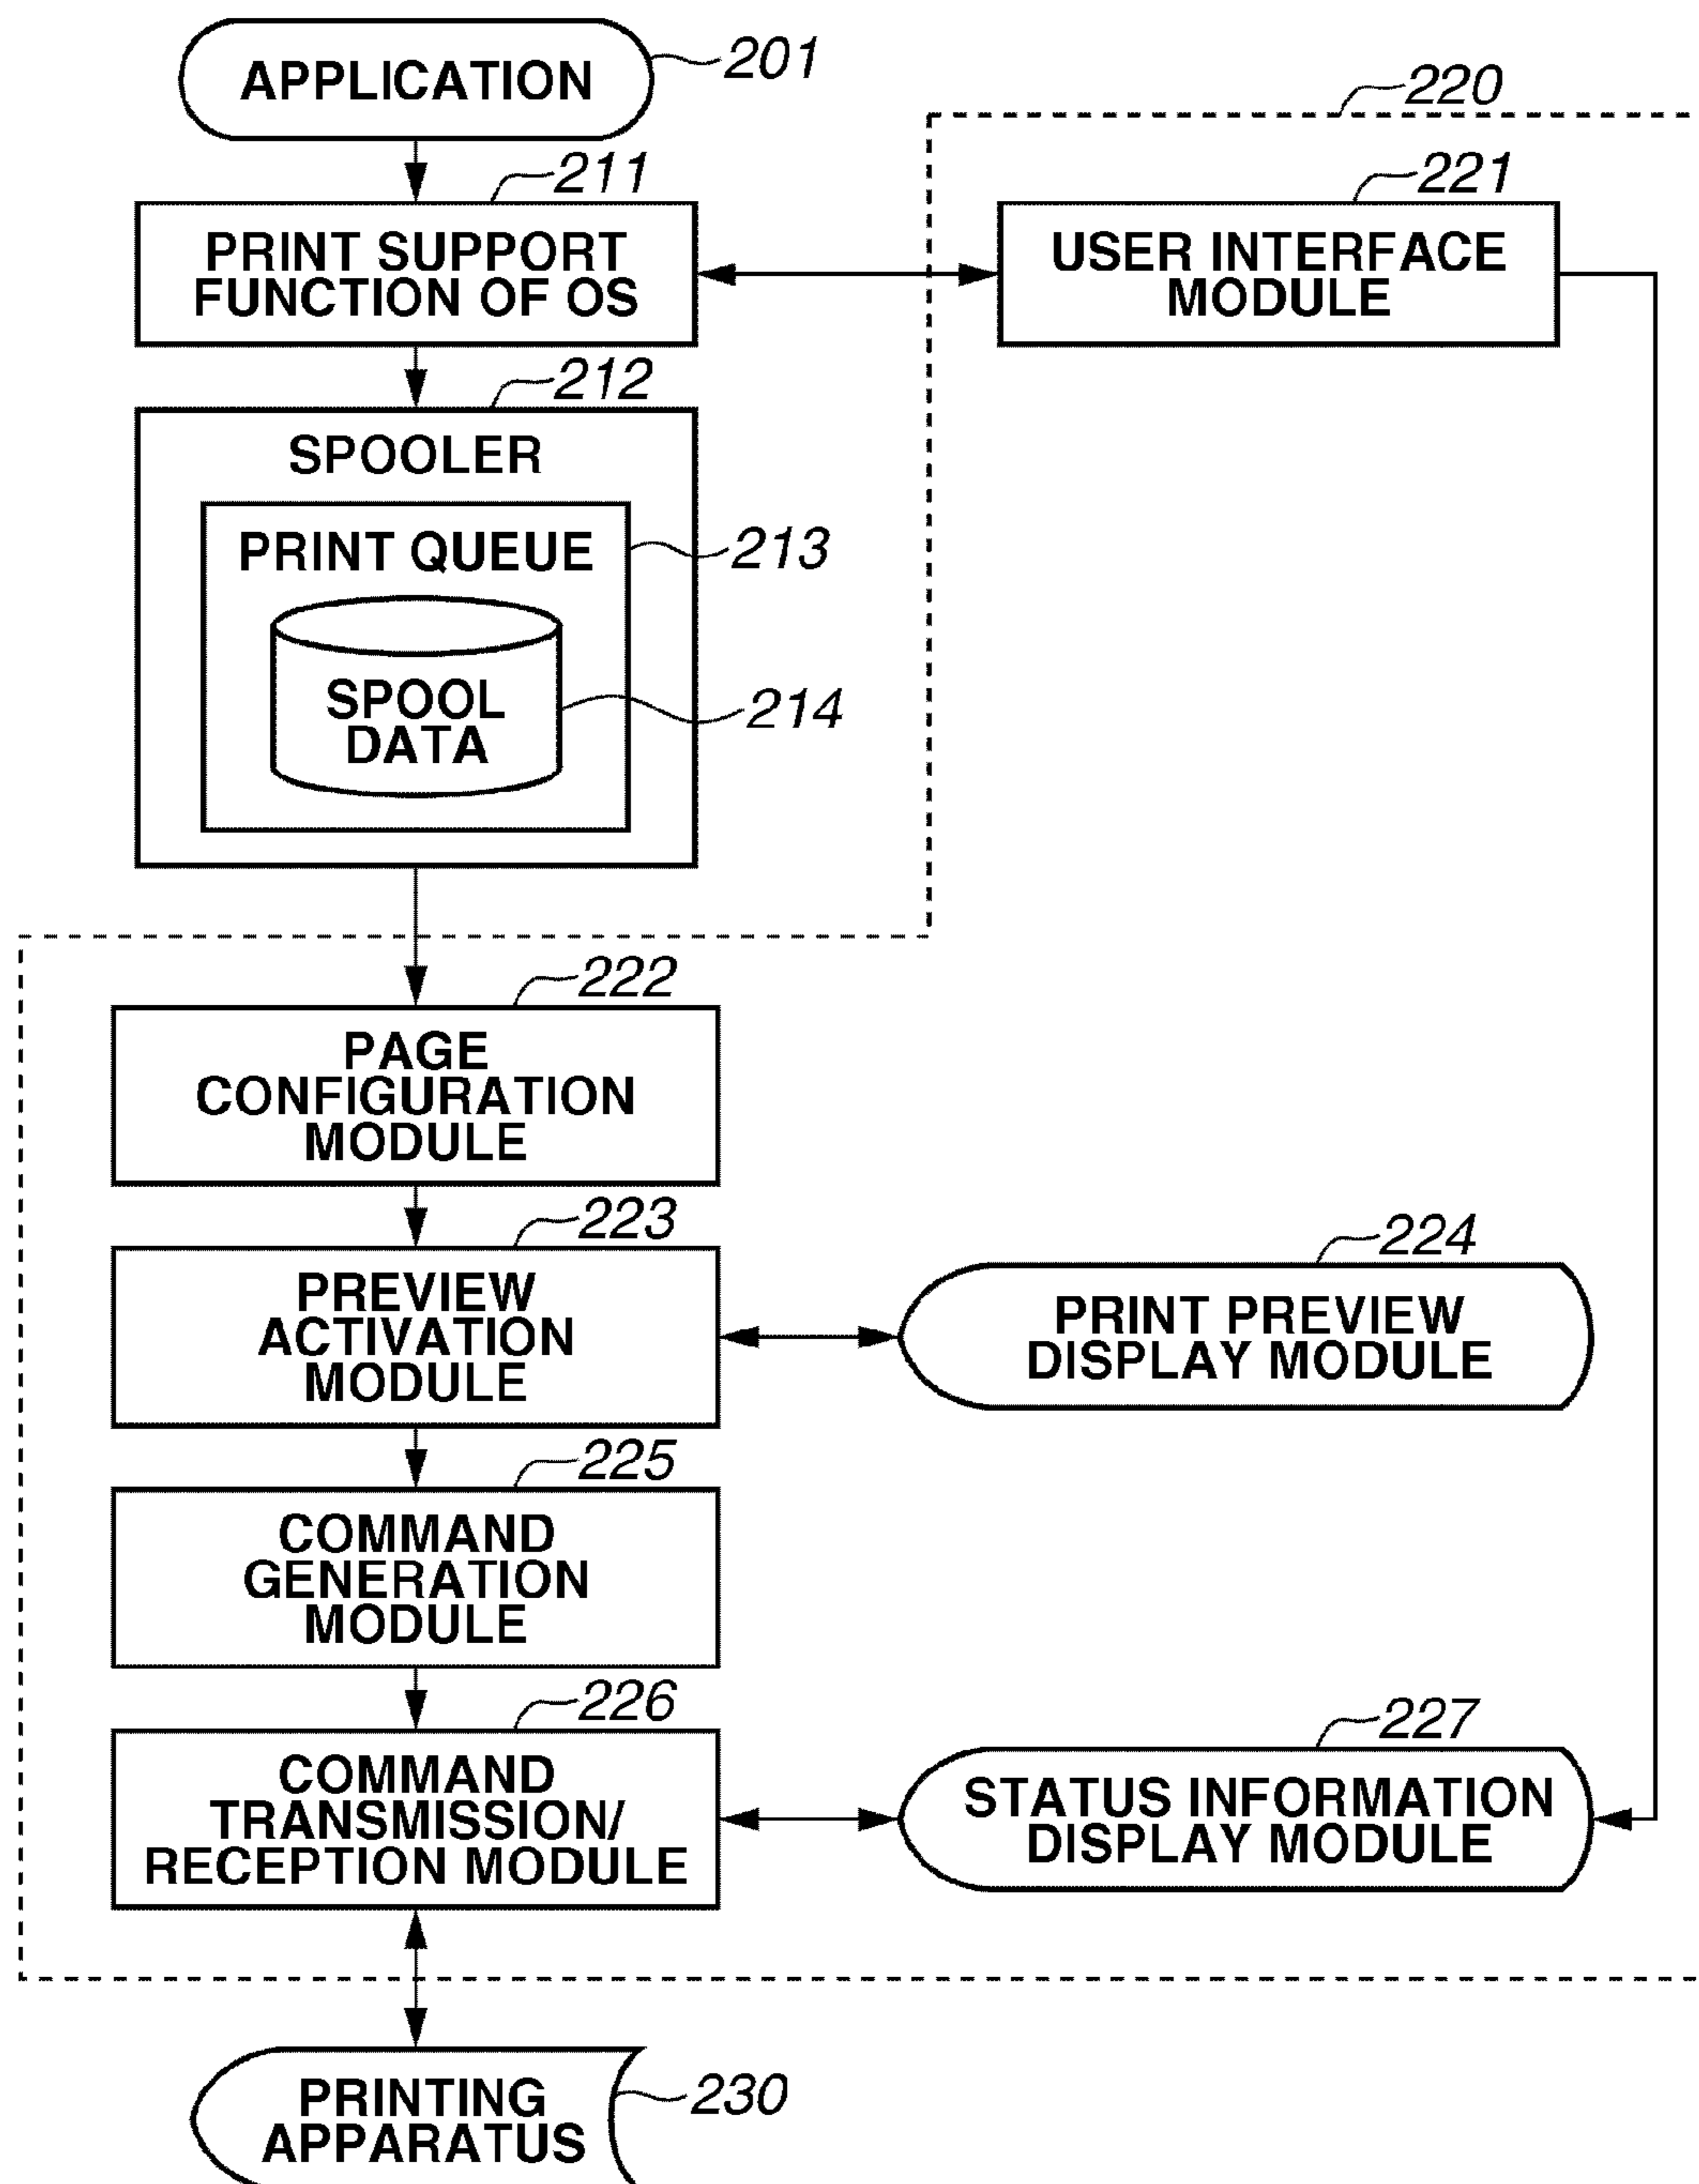 APPLICATION
201
220
211
221
PRINT SUPPORT
FUNCTION OF OS
USER INTERFACE
MODULE
212
SPOOLER
PRINT QUEUE
213
SPOOL
DATA
214
222
PAGE
CONFIGURATION
MODULE
223
224
PREVIEW
ACTIVATION
MODULE
PRINT PREVIEW
DISPLAY MODULE
225
COMMAND
GENERATION
MODULE
226
227
COMMAND
TRANSMISSION/
RECEPTION MODULE
STATUS INFORMATION
DISPLAY MODULE
PRINTING
APPARATUS
230